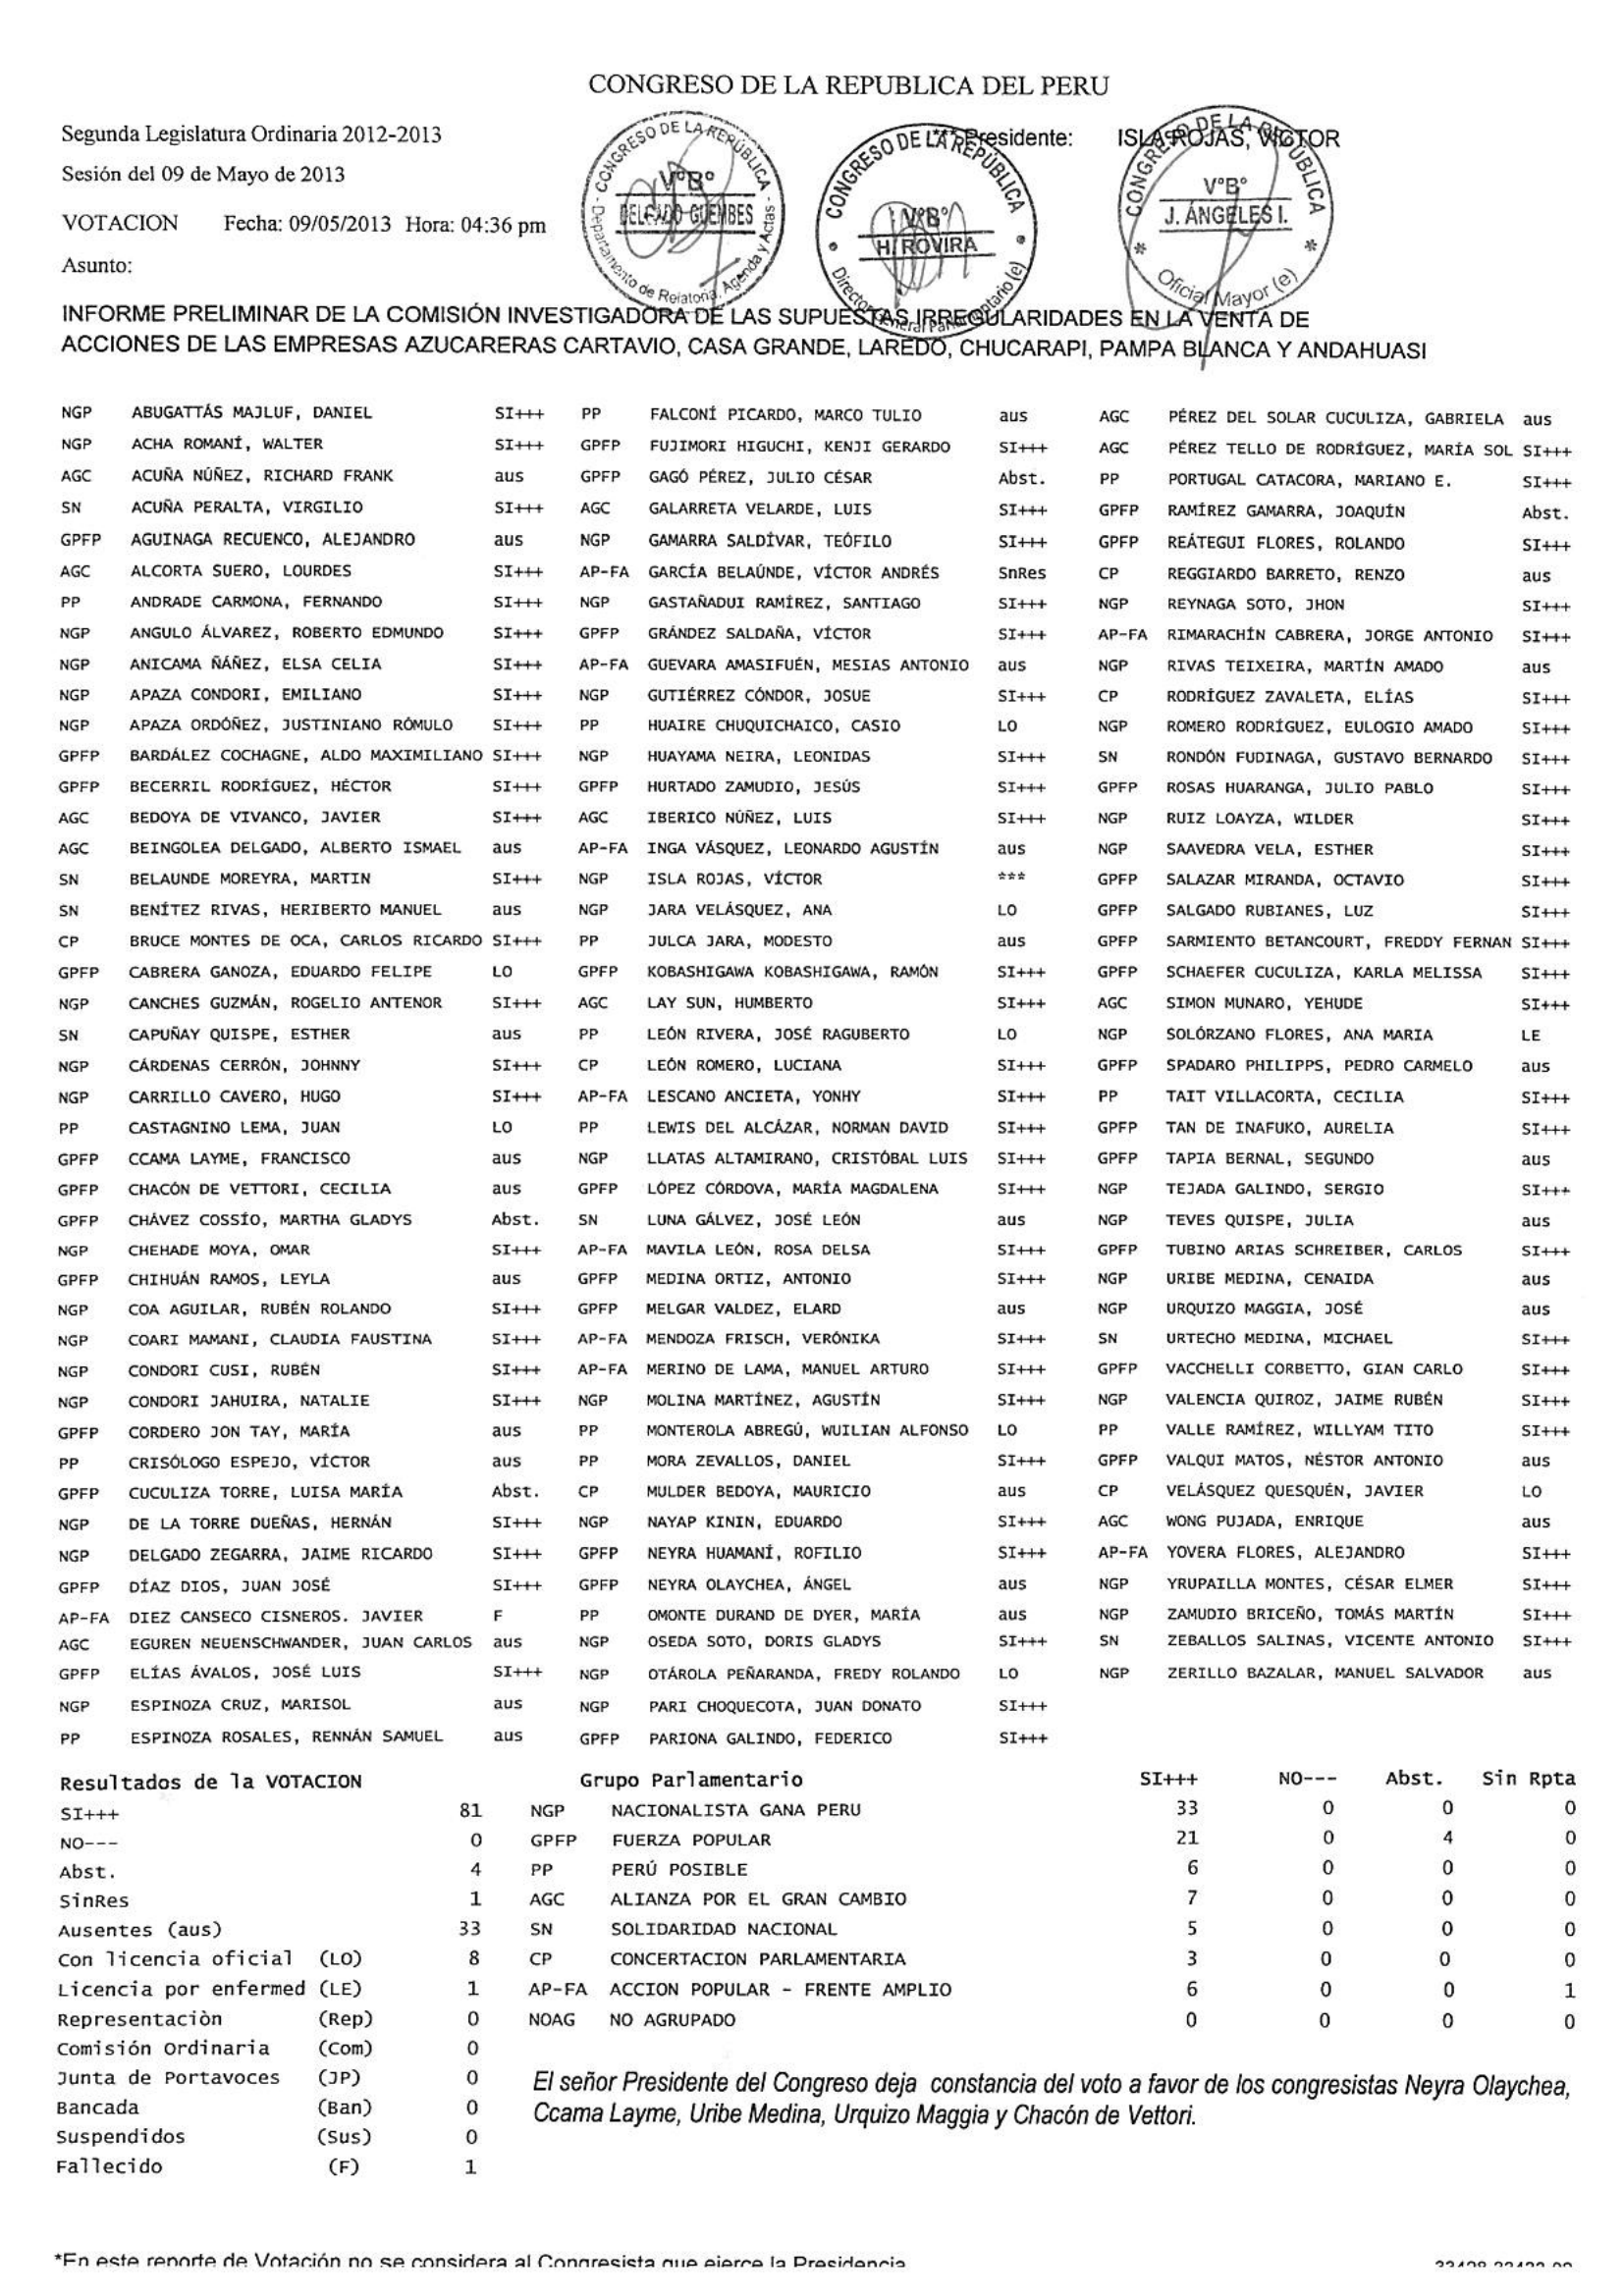 CONGRESO DE LA REPUBLICA DEL PERU
Segunda Legislatura Ordinaria 2012-2013
***Presidente: ISLA ROJAS, VICTOR
Sesión del 09 de Mayo de 2013
VOTACION Fecha: 09/05/2013 Hora: 04:36 pm
Asunto:
CONGRESO DE LA REPÚBLICA - Departamento de Relatoría, Agenda y Actas -
V°B°
DELGADO GUEMBES
CONGRESO DE LA REPÚBLICA
V°B°
H. ROVIRA
Director General Parlamentario (e)
CONGRESO DE LA REPÚBLICA
V°B°
J. ÁNGELES I.
Oficial Mayor (e)
INFORME PRELIMINAR DE LA COMISIÓN INVESTIGADORA DE LAS SUPUESTAS IRREGULARIDADES EN LA VENTA DE
ACCIONES DE LAS EMPRESAS AZUCARERAS CARTAVIO, CASA GRANDE, LAREDO, CHUCARAPI, PAMPA BLANCA Y ANDAHUASI
NGP ABUGATTÁS MAJLUF, DANIEL SI+++ PP FALCONÍ PICARDO, MARCO TULIO aus AGC PÉREZ DEL SOLAR CUCULIZA, GABRIELA aus
NGP ACHA ROMANÍ, WALTER SI+++ GPFP FUJIMORI HIGUCHI, KENJI GERARDO SI+++ AGC PÉREZ TELLO DE RODRÍGUEZ, MARÍA SOL SI+++
AGC ACUÑA NÚÑEZ, RICHARD FRANK aus GPFP GAGÓ PÉREZ, JULIO CÉSAR Abst. PP PORTUGAL CATACORA, MARIANO E. SI+++
SN ACUÑA PERALTA, VIRGILIO SI+++ AGC GALARRETA VELARDE, LUIS SI+++ GPFP RAMÍREZ GAMARRA, JOAQUÍN Abst.
GPFP AGUINAGA RECUENCO, ALEJANDRO aus NGP GAMARRA SALDÍVAR, TEÓFILO SI+++ GPFP REÁTEGUI FLORES, ROLANDO SI+++
AGC ALCORTA SUERO, LOURDES SI+++ AP-FA GARCÍA BELAÚNDE, VÍCTOR ANDRÉS SnRes CP REGGIARDO BARRETO, RENZO aus
PP ANDRADE CARMONA, FERNANDO SI+++ NGP GASTAÑADUI RAMÍREZ, SANTIAGO SI+++ NGP REYNAGA SOTO, JHON SI+++
NGP ANGULO ÁLVAREZ, ROBERTO EDMUNDO SI+++ GPFP GRÁNDEZ SALDAÑA, VÍCTOR SI+++ AP-FA RIMARACHÍN CABRERA, JORGE ANTONIO SI+++
NGP ANICAMA ÑÁÑEZ, ELSA CELIA SI+++ AP-FA GUEVARA AMASIFUÉN, MESIAS ANTONIO aus NGP RIVAS TEIXEIRA, MARTÍN AMADO aus
NGP APAZA CONDORI, EMILIANO SI+++ NGP GUTIÉRREZ CÓNDOR, JOSUE SI+++ CP RODRÍGUEZ ZAVALETA, ELÍAS SI+++
NGP APAZA ORDÓÑEZ, JUSTINIANO RÓMULO SI+++ PP HUAIRE CHUQUICHAICO, CASIO LO NGP ROMERO RODRÍGUEZ, EULOGIO AMADO SI+++
GPFP BARDÁLEZ COCHAGNE, ALDO MAXIMILIANO SI+++ NGP HUAYAMA NEIRA, LEONIDAS SI+++ SN RONDÓN FUDINAGA, GUSTAVO BERNARDO SI+++
GPFP BECERRIL RODRÍGUEZ, HÉCTOR SI+++ GPFP HURTADO ZAMUDIO, JESÚS SI+++ GPFP ROSAS HUARANGA, JULIO PABLO SI+++
AGC BEDOYA DE VIVANCO, JAVIER SI+++ AGC IBERICO NÚÑEZ, LUIS SI+++ NGP RUIZ LOAYZA, WILDER SI+++
AGC BEINGOLEA DELGADO, ALBERTO ISMAEL aus AP-FA INGA VÁSQUEZ, LEONARDO AGUSTÍN aus NGP SAAVEDRA VELA, ESTHER SI+++
SN BELAUNDE MOREYRA, MARTIN SI+++ NGP ISLA ROJAS, VÍCTOR *** GPFP SALAZAR MIRANDA, OCTAVIO SI+++
SN BENÍTEZ RIVAS, HERIBERTO MANUEL aus NGP JARA VELÁSQUEZ, ANA LO GPFP SALGADO RUBIANES, LUZ SI+++
CP BRUCE MONTES DE OCA, CARLOS RICARDO SI+++ PP JULCA JARA, MODESTO aus GPFP SARMIENTO BETANCOURT, FREDDY FERNAN SI+++
GPFP CABRERA GANOZA, EDUARDO FELIPE LO GPFP KOBASHIGAWA KOBASHIGAWA, RAMÓN SI+++ GPFP SCHAEFER CUCULIZA, KARLA MELISSA SI+++
NGP CANCHES GUZMÁN, ROGELIO ANTENOR SI+++ AGC LAY SUN, HUMBERTO SI+++ AGC SIMON MUNARO, YEHUDE SI+++
SN CAPUÑAY QUISPE, ESTHER aus PP LEÓN RIVERA, JOSÉ RAGUBERTO LO NGP SOLÓRZANO FLORES, ANA MARIA LE
NGP CÁRDENAS CERRÓN, JOHNNY SI+++ CP LEÓN ROMERO, LUCIANA SI+++ GPFP SPADARO PHILIPPS, PEDRO CARMELO aus
NGP CARRILLO CAVERO, HUGO SI+++ AP-FA LESCANO ANCIETA, YONHY SI+++ PP TAIT VILLACORTA, CECILIA SI+++
PP CASTAGNINO LEMA, JUAN LO PP LEWIS DEL ALCÁZAR, NORMAN DAVID SI+++ GPFP TAN DE INAFUKO, AURELIA SI+++
GPFP CCAMA LAYME, FRANCISCO aus NGP LLATAS ALTAMIRANO, CRISTÓBAL LUIS SI+++ GPFP TAPIA BERNAL, SEGUNDO aus
GPFP CHACÓN DE VETTORI, CECILIA aus GPFP LÓPEZ CÓRDOVA, MARÍA MAGDALENA SI+++ NGP TEJADA GALINDO, SERGIO SI+++
GPFP CHÁVEZ COSSÍO, MARTHA GLADYS Abst. SN LUNA GÁLVEZ, JOSÉ LEÓN aus NGP TEVES QUISPE, JULIA aus
NGP CHEHADE MOYA, OMAR SI+++ AP-FA MAVILA LEÓN, ROSA DELSA SI+++ GPFP TUBINO ARIAS SCHREIBER, CARLOS SI+++
GPFP CHIHUÁN RAMOS, LEYLA aus GPFP MEDINA ORTIZ, ANTONIO SI+++ NGP URIBE MEDINA, CENAIDA aus
NGP COA AGUILAR, RUBÉN ROLANDO SI+++ GPFP MELGAR VALDEZ, ELARD aus NGP URQUIZO MAGGIA, JOSÉ aus
NGP COARI MAMANI, CLAUDIA FAUSTINA SI+++ AP-FA MENDOZA FRISCH, VERÓNIKA SI+++ SN URTECHO MEDINA, MICHAEL SI+++
NGP CONDORI CUSI, RUBÉN SI+++ AP-FA MERINO DE LAMA, MANUEL ARTURO SI+++ GPFP VACCHELLI CORBETTO, GIAN CARLO SI+++
NGP CONDORI JAHUIRA, NATALIE SI+++ NGP MOLINA MARTÍNEZ, AGUSTÍN SI+++ NGP VALENCIA QUIROZ, JAIME RUBÉN SI+++
GPFP CORDERO JON TAY, MARÍA aus PP MONTEROLA ABREGÚ, WUILIAN ALFONSO LO PP VALLE RAMÍREZ, WILLYAM TITO SI+++
PP CRISÓLOGO ESPEJO, VÍCTOR aus PP MORA ZEVALLOS, DANIEL SI+++ GPFP VALQUI MATOS, NÉSTOR ANTONIO aus
GPFP CUCULIZA TORRE, LUISA MARÍA Abst. CP MULDER BEDOYA, MAURICIO aus CP VELÁSQUEZ QUESQUÉN, JAVIER LO
NGP DE LA TORRE DUEÑAS, HERNÁN SI+++ NGP NAYAP KININ, EDUARDO SI+++ AGC WONG PUJADA, ENRIQUE aus
NGP DELGADO ZEGARRA, JAIME RICARDO SI+++ GPFP NEYRA HUAMANÍ, ROFILIO SI+++ AP-FA YOVERA FLORES, ALEJANDRO SI+++
GPFP DÍAZ DIOS, JUAN JOSÉ SI+++ GPFP NEYRA OLAYCHEA, ÁNGEL aus NGP YRUPAILLA MONTES, CÉSAR ELMER SI+++
AP-FA DIEZ CANSECO CISNEROS. JAVIER F PP OMONTE DURAND DE DYER, MARÍA aus NGP ZAMUDIO BRICEÑO, TOMÁS MARTÍN SI+++
AGC EGUREN NEUENSCHWANDER, JUAN CARLOS aus NGP OSEDA SOTO, DORIS GLADYS SI+++ SN ZEBALLOS SALINAS, VICENTE ANTONIO SI+++
GPFP ELÍAS ÁVALOS, JOSÉ LUIS SI+++ NGP OTÁROLA PEÑARANDA, FREDY ROLANDO LO NGP ZERILLO BAZALAR, MANUEL SALVADOR aus
NGP ESPINOZA CRUZ, MARISOL aus NGP PARI CHOQUECOTA, JUAN DONATO SI+++
PP ESPINOZA ROSALES, RENNÁN SAMUEL aus GPFP PARIONA GALINDO, FEDERICO SI+++
Resultados de la VOTACION Grupo Parlamentario SI+++ NO--- Abst. Sin Rpta
SI+++ 81 NGP NACIONALISTA GANA PERU 33 0 0 0
NO--- 0 GPFP FUERZA POPULAR 21 0 4 0
Abst. 4 PP PERÚ POSIBLE 6 0 0 0
SinRes 1 AGC ALIANZA POR EL GRAN CAMBIO 7 0 0 0
Ausentes (aus) 33 SN SOLIDARIDAD NACIONAL 5 0 0 0
Con licencia oficial (LO) 8 CP CONCERTACION PARLAMENTARIA 3 0 0 0
Licencia por enfermed (LE) 1 AP-FA ACCION POPULAR - FRENTE AMPLIO 6 0 0 1
Representaciòn (Rep) 0 NOAG NO AGRUPADO 0 0 0 0
Comisión Ordinaria (Com) 0
Junta de Portavoces (JP) 0
Bancada (Ban) 0
Suspendidos (Sus) 0
Fallecido (F) 1
El señor Presidente del Congreso deja constancia del voto a favor de los congresistas Neyra Olaychea,
Ccama Layme, Uribe Medina, Urquizo Maggia y Chacón de Vettori.
*En este reporte de Votación no se considera al Congresista que ejerce la Presidencia